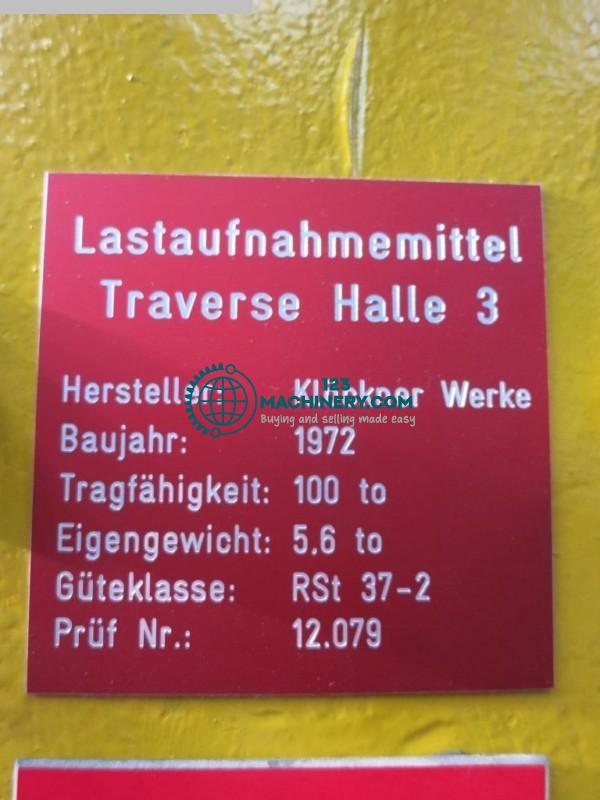 Lastaufnahmemittel
Traverse Halle 3
Hersteller: Werke
123
MACHINERY.COM
Buying and selling made easy
Baujahr: 1972
Tragfähigkeit: 100 to
Eigengewicht: 5.6 to
Güteklasse: RSt 37-2
Prüf Nr.: 12.079